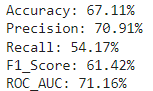 Accuracy: 67.11%
Precision: 70.91%
Recall: 54.17%
F1_Score: 61.42%
ROC_AUC: 71.16%